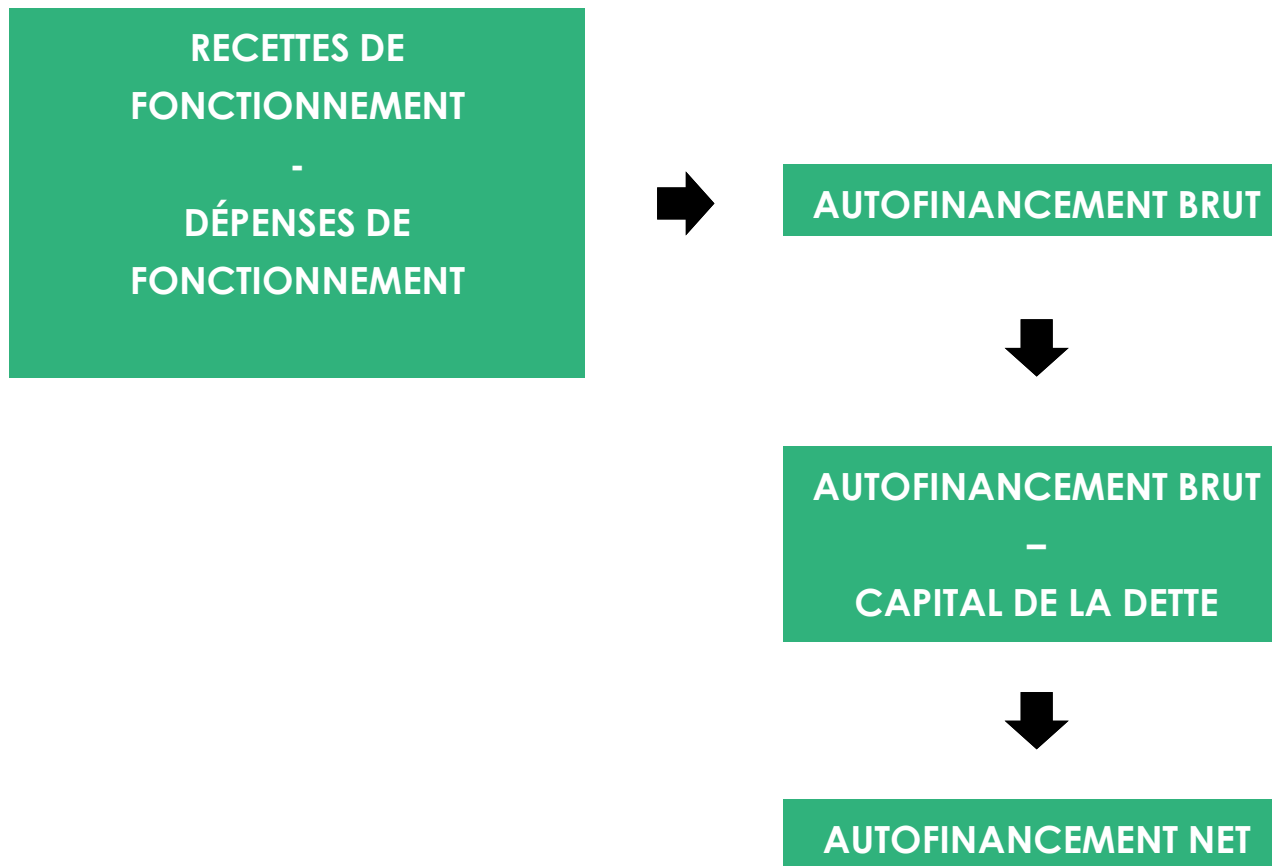 RECETTES DE
FONCTIONNEMENT
-
DÉPENSES DE
FONCTIONNEMENT
AUTOFINANCEMENT BRUT
AUTOFINANCEMENT BRUT
–
CAPITAL DE LA DETTE
AUTOFINANCEMENT NET